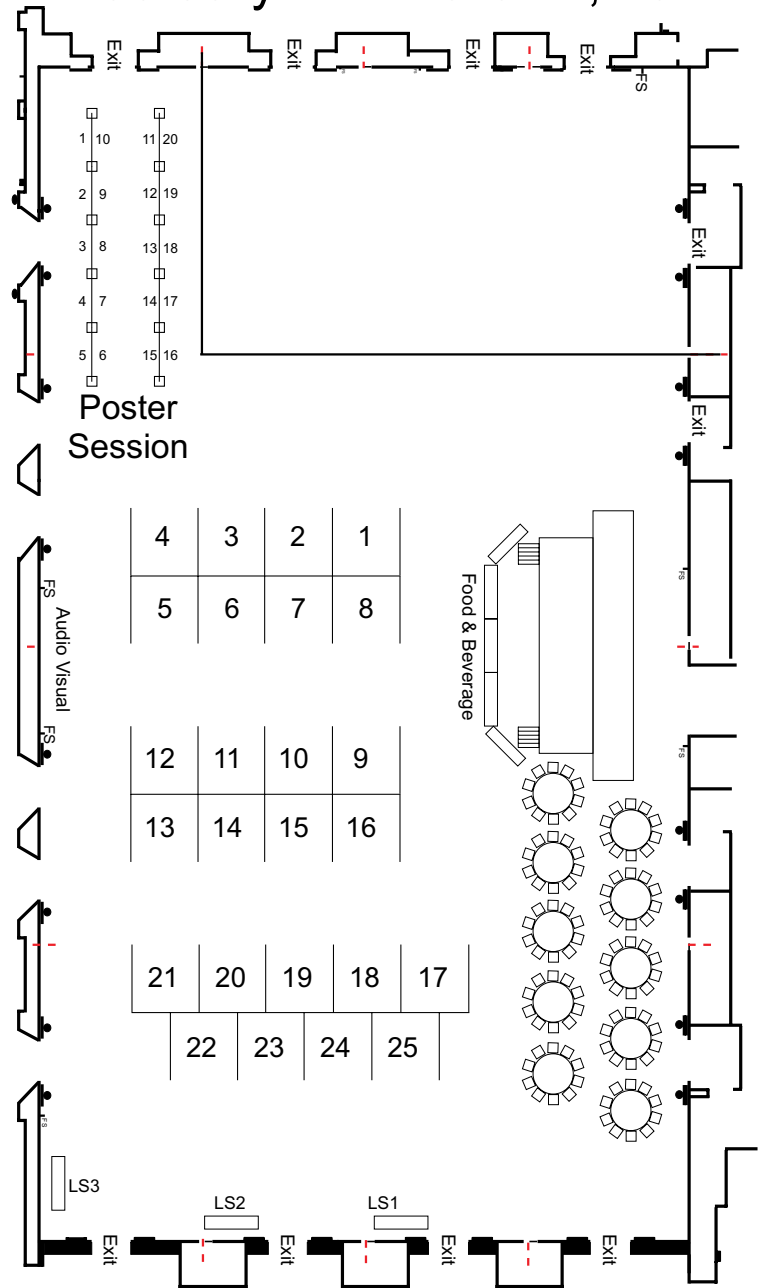 Exit Exit Exit Exit
FS
1 10 11 20
2 9 12 19
Exit
3 8 13 18
4 7 14 17
5 6 15 16
Poster
Session
Exit
4 3 2 1
5 6 7 8
FS
Audio Visual
FS
Food & Beverage
FS
FS
12 11 10 9
13 14 15 16
21 20 19 18 17
22 23 24 25
FS
LS3
LS2
LS1
Exit Exit Exit Exit